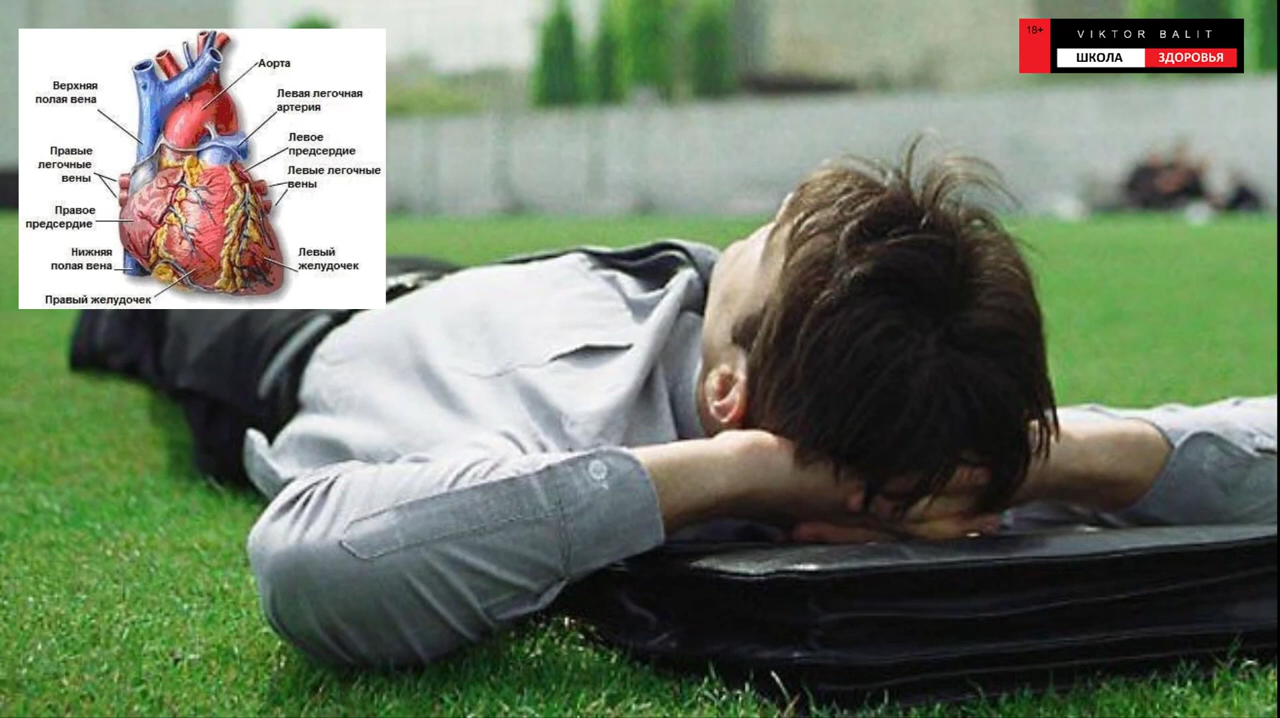 Аорта
Верхняя
полая вена
Левая легочная
артерия
Левое
предсердие
Правые
легочные
вены
Левые легочные
вены
Правое
предсердие
Нижняя
полая вена
Левый
желудочек
Правый желудочек
18+
VIKTOR BALIT
ШКОЛА ЗДОРОВЬЯ